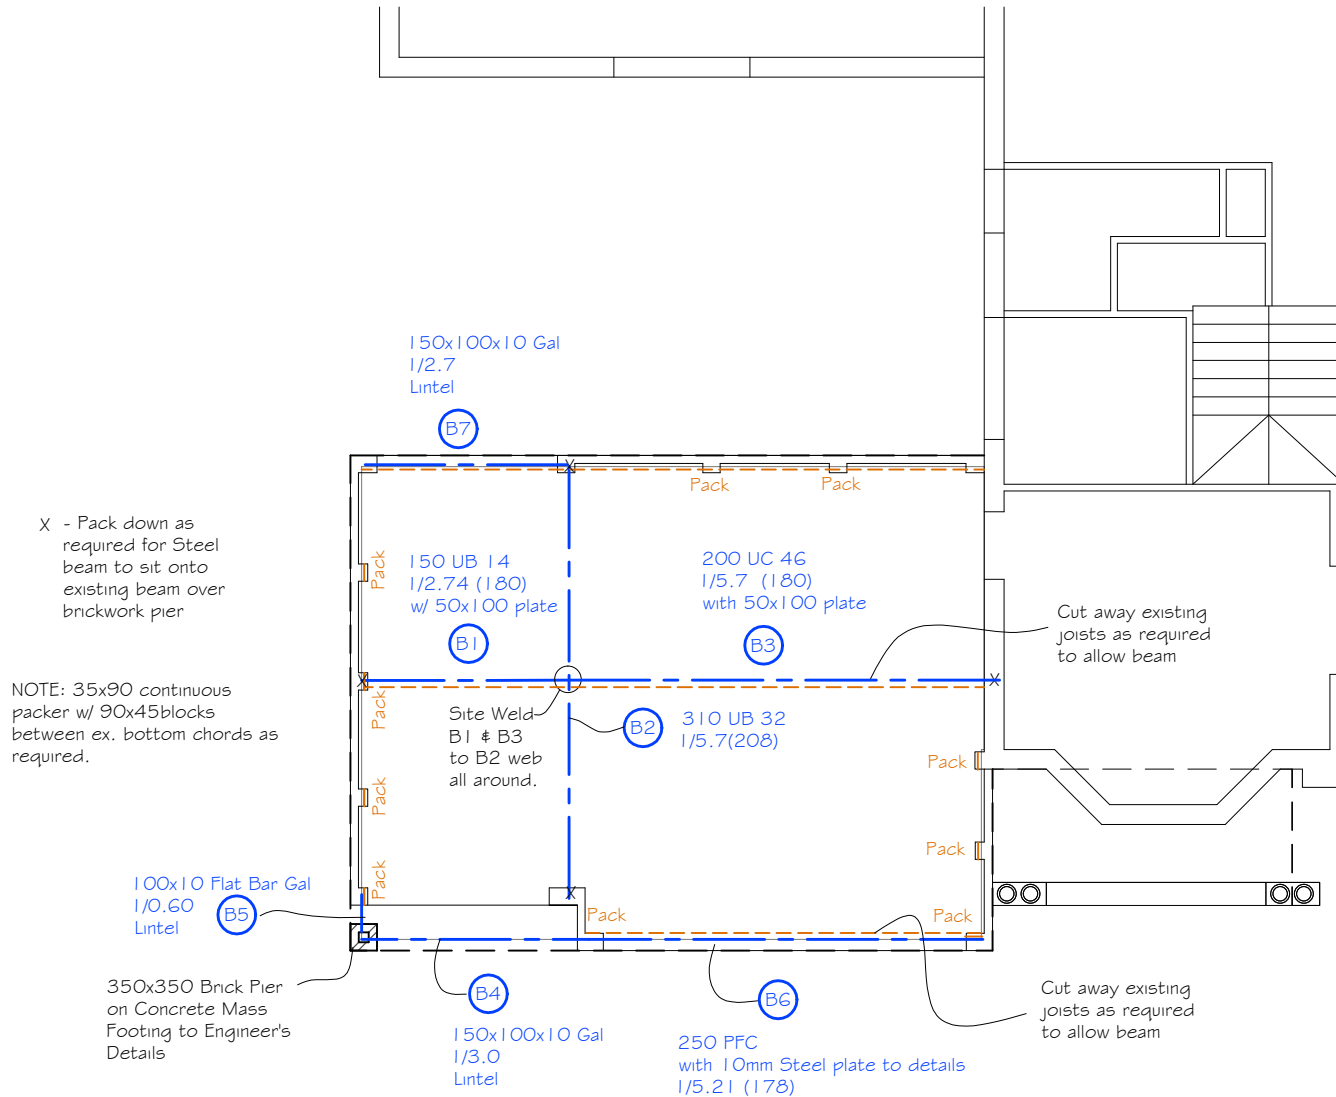 150x100x10 Gal
1/2.7
Lintel
B7
Pack
Pack
X - Pack down as
required for Steel
beam to sit onto
existing beam over
brickwork pier
Pack
150 UB 14
1/2.74 (180)
w/ 50x100 plate
B1
200 UC 46
1/5.7 (180)
with 50x100 plate
B3
Cut away existing
joists as required
to allow beam
X
X
X
X
NOTE: 35x90 continuous
packer w/ 90x45blocks
between ex. bottom chords as
required.
Pack
Site Weld
B1 & B3
to B2 web
all around.
B2
310 UB 32
1/5.7(208)
Pack
Pack
Pack
Pack
Pack
Pack
100x10 Flat Bar Gal
1/0.60
Lintel
B5
350x350 Brick Pier
on Concrete Mass
Footing to Engineer's
Details
B4
150x100x10 Gal
1/3.0
Lintel
B6
250 PFC
with 10mm Steel plate to details
1/5.21 (178)
Cut away existing
joists as required
to allow beam